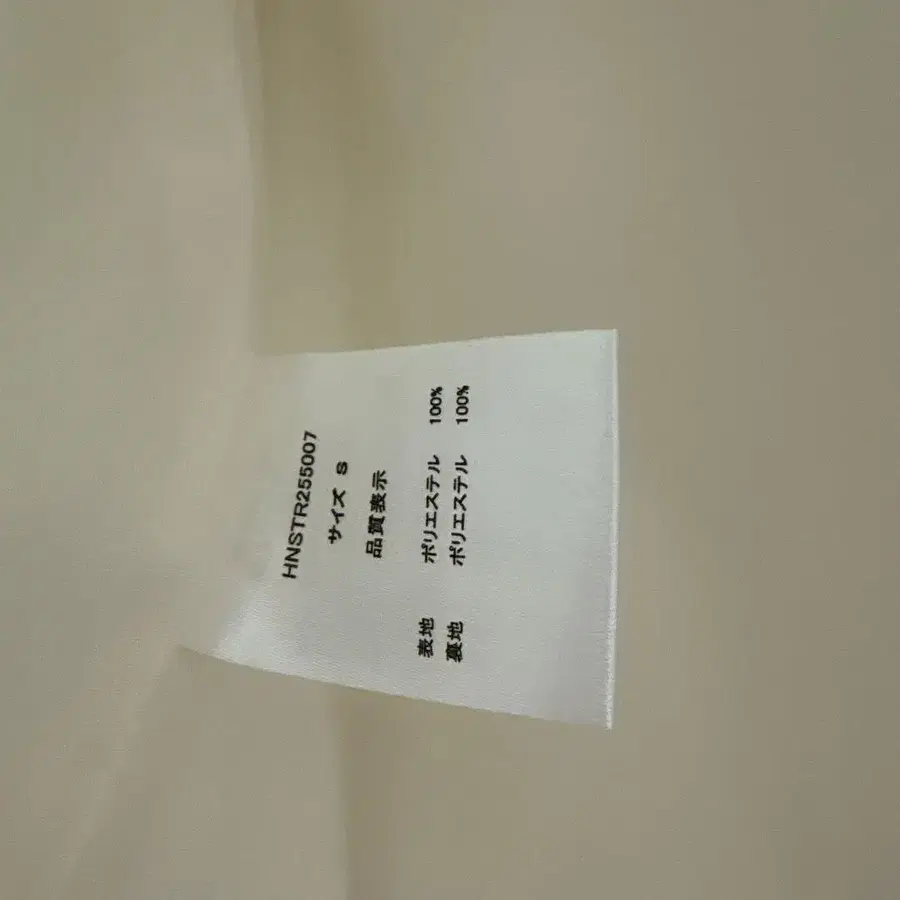 HNSTR255007
サイズ S
品質表示
表地 ポリエステル 100%
裏地 ポリエステル 100%